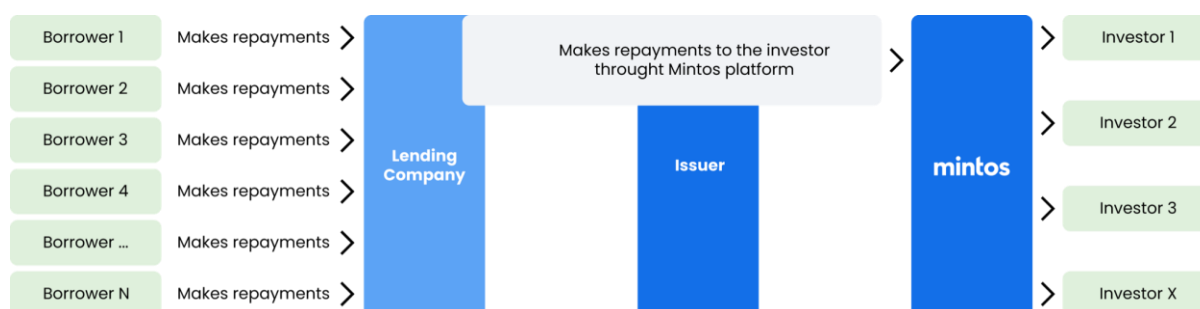 Borrower 1 Makes repayments
Borrower 2 Makes repayments
Borrower 3 Makes repayments
Borrower 4 Makes repayments
Borrower ... Makes repayments
Borrower N Makes repayments
Lending
Company
Makes repayments to the investor
throught Mintos platform
Issuer
mintos
Investor 1
Investor 2
Investor 3
Investor X